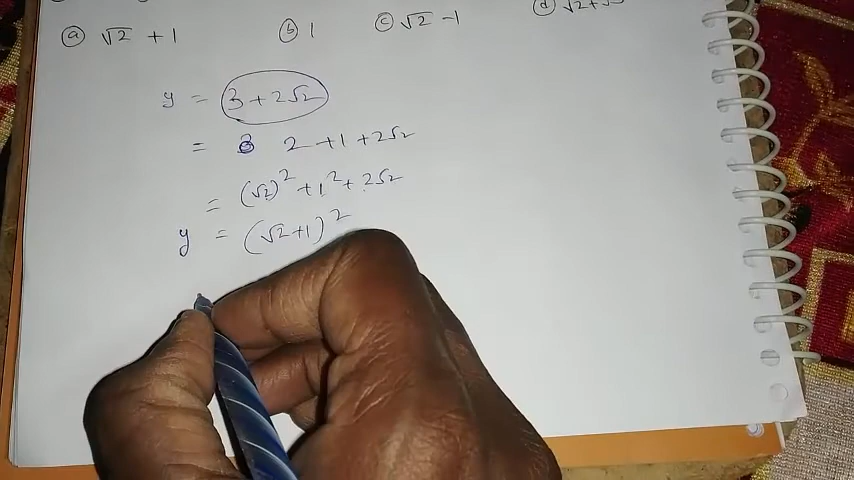 (a) √2 + 1 (b) 1 (c) √2 - 1 (d)
y = 3 + 2√2
= 2 + 1 + 2√2
= (√2)² + 1² + 2√2
y = (√2+1)²